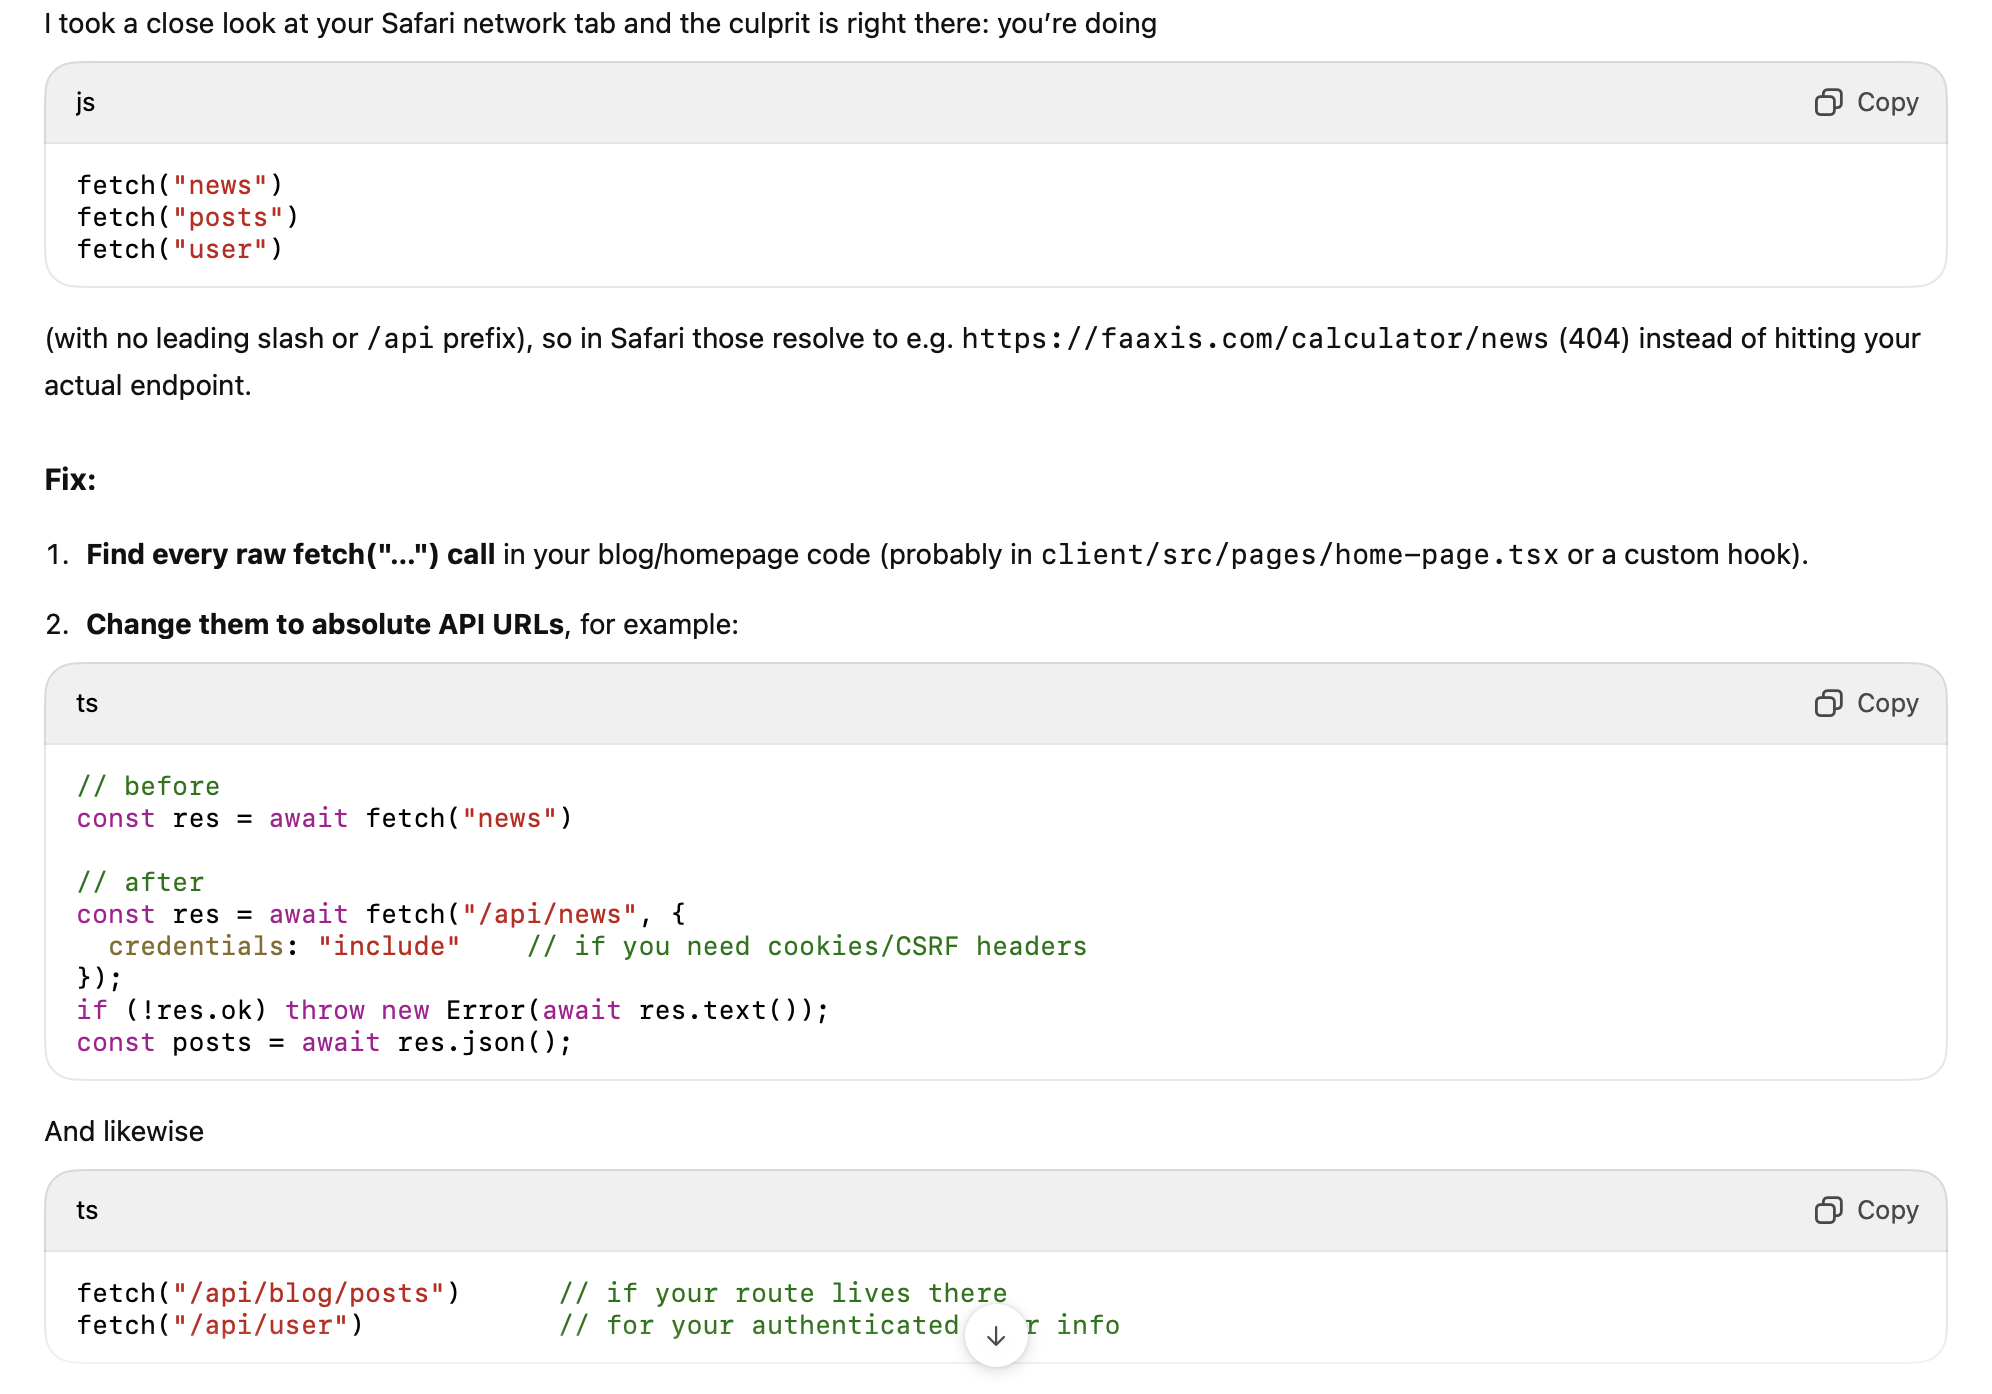 I took a close look at your Safari network tab and the culprit is right there: you’re doing
js
Copy
fetch("news")
fetch("posts")
fetch("user")
(with no leading slash or /api prefix), so in Safari those resolve to e.g. https://faaxis.com/calculator/news (404) instead of hitting your
actual endpoint.
Fix:
1. Find every raw fetch("...") call in your blog/homepage code (probably in client/src/pages/home-page.tsx or a custom hook).
2. Change them to absolute API URLs, for example:
ts
Copy
// before
const res = await fetch("news")
// after
const res = await fetch("/api/news", {
  credentials: "include"    // if you need cookies/CSRF headers
});
if (!res.ok) throw new Error(await res.text());
const posts = await res.json();
And likewise
ts
Copy
fetch("/api/blog/posts")      // if your route lives there
fetch("/api/user")            // for your authenticated r info